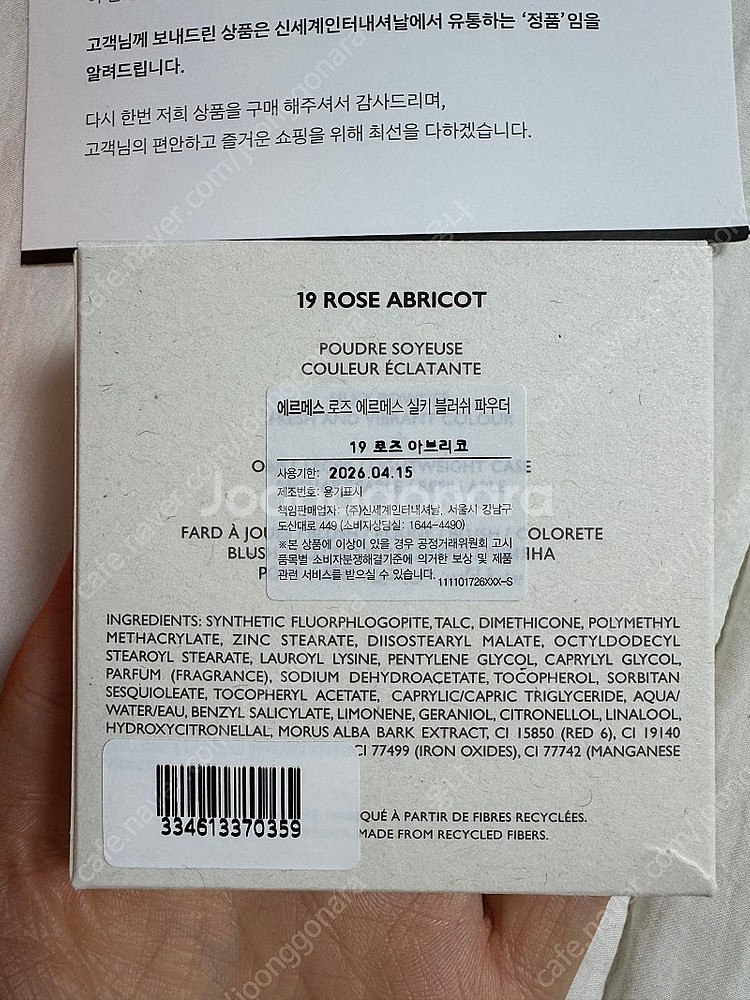 고객님께 보내드린 상품은 신세계인터내셔날에서 유통하는 '정품'임을
알려드립니다.
다시 한번 저희 상품을 구매 해주셔서 감사드리며,
고객님의 편안하고 즐거운 쇼핑을 위해 최선을 다하겠습니다.
19 ROSE ABRICOT
POUDRE SOYEUSE
COULEUR ÉCLATANTE
에르메스 로즈 에르메스 실키 블러쉬 파우더
19 로즈 아브리코
사용기한: 2026.04.15
제조번호: 용기표시
책임판매업자: (주)신세계인터내셔날, 서울시 강남구
도산대로 449 (소비자상담실: 1644-4490)
※본 상품에 이상이 있을 경우 공정거래위원회 고시
품목별 소비자분쟁해결기준에 의거한 보상 및 제품
관련 서비스를 받으실 수 있습니다.
111101726XXX-S
WEIGHT CASE
FARD À JOU
COLORETE
BLUS
INHA
INGREDIENTS: SYNTHETIC FLUORPHLOGOPITE, TALC, DIMETHICONE, POLYMETHYL
METHACRYLATE, ZINC STEARATE, DIISOSTEARYL MALATE, OCTYLDODECYL
STEAROYL STEARATE, LAUROYL LYSINE, PENTYLENE GLYCOL, CAPRYLYL GLYCOL,
PARFUM (FRAGRANCE), SODIUM DEHYDROACETATE, TOCOPHEROL, SORBITAN
SESQUIOLEATE, TOCOPHERYL ACETATE, CAPRYLIC/CAPRIC TRIGLYCERIDE, AQUA/
WATER/EAU, BENZYL SALICYLATE, LIMONENE, GERANIOL, CITRONELLOL, LINALOOL,
HYDROXYCITRONELLAL, MORUS ALBA BARK EXTRACT, CI 15850 (RED 6), CI 19140
CI 77499 (IRON OXIDES), CI 77742 (MANGANESE
334613370359
QUÉ À PARTIR DE FIBRES RECYCLÉES.
MADE FROM RECYCLED FIBERS.
Joonggonara
cafe.naver.com/joonggonara